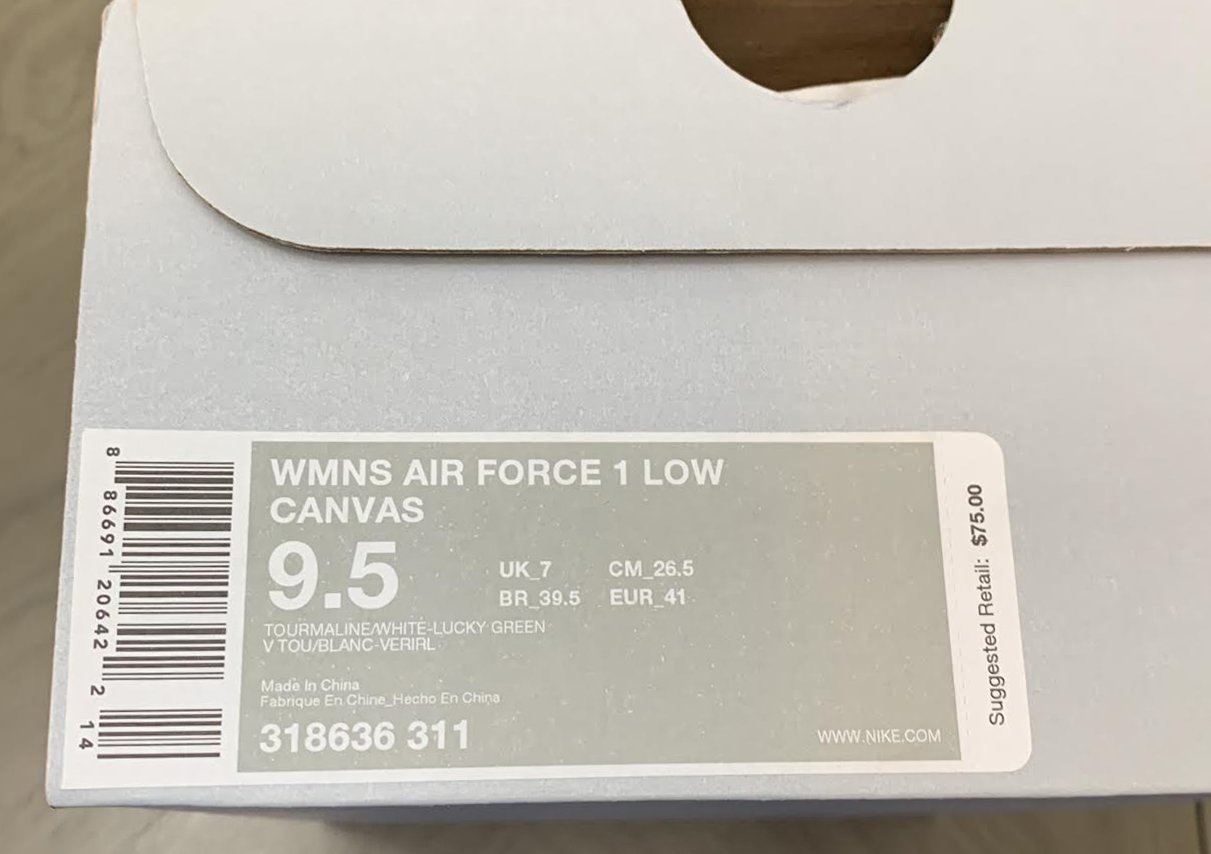 WMNS AIR FORCE 1 LOW
CANVAS
9.5
UK_7 CM_26.5
BR_39.5 EUR_41
TOURMALINE/WHITE-LUCKY GREEN
V TOU/BLANC-VERIRL
Made In China
Fabrique En Chine_Hecho En China
318636 311
WWW.NIKE.COM
Suggested Retail: $75.00
8 86691 20642 2 14